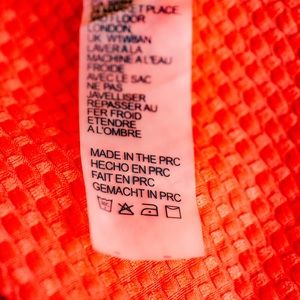 ET PLACE
FLOOR
LONDON
UK W1W8AN
LAVER A LA
MACHINE A L'EAU
FROIDE
AVEC LE SAC
NE PAS
JAVELLISER
REPASSER AU
FER FROID
ETENDRE
A L'OMBRE
MADE IN THE PRC
HECHO EN PRC
FAIT EN PRC
GEMACHT IN PRC